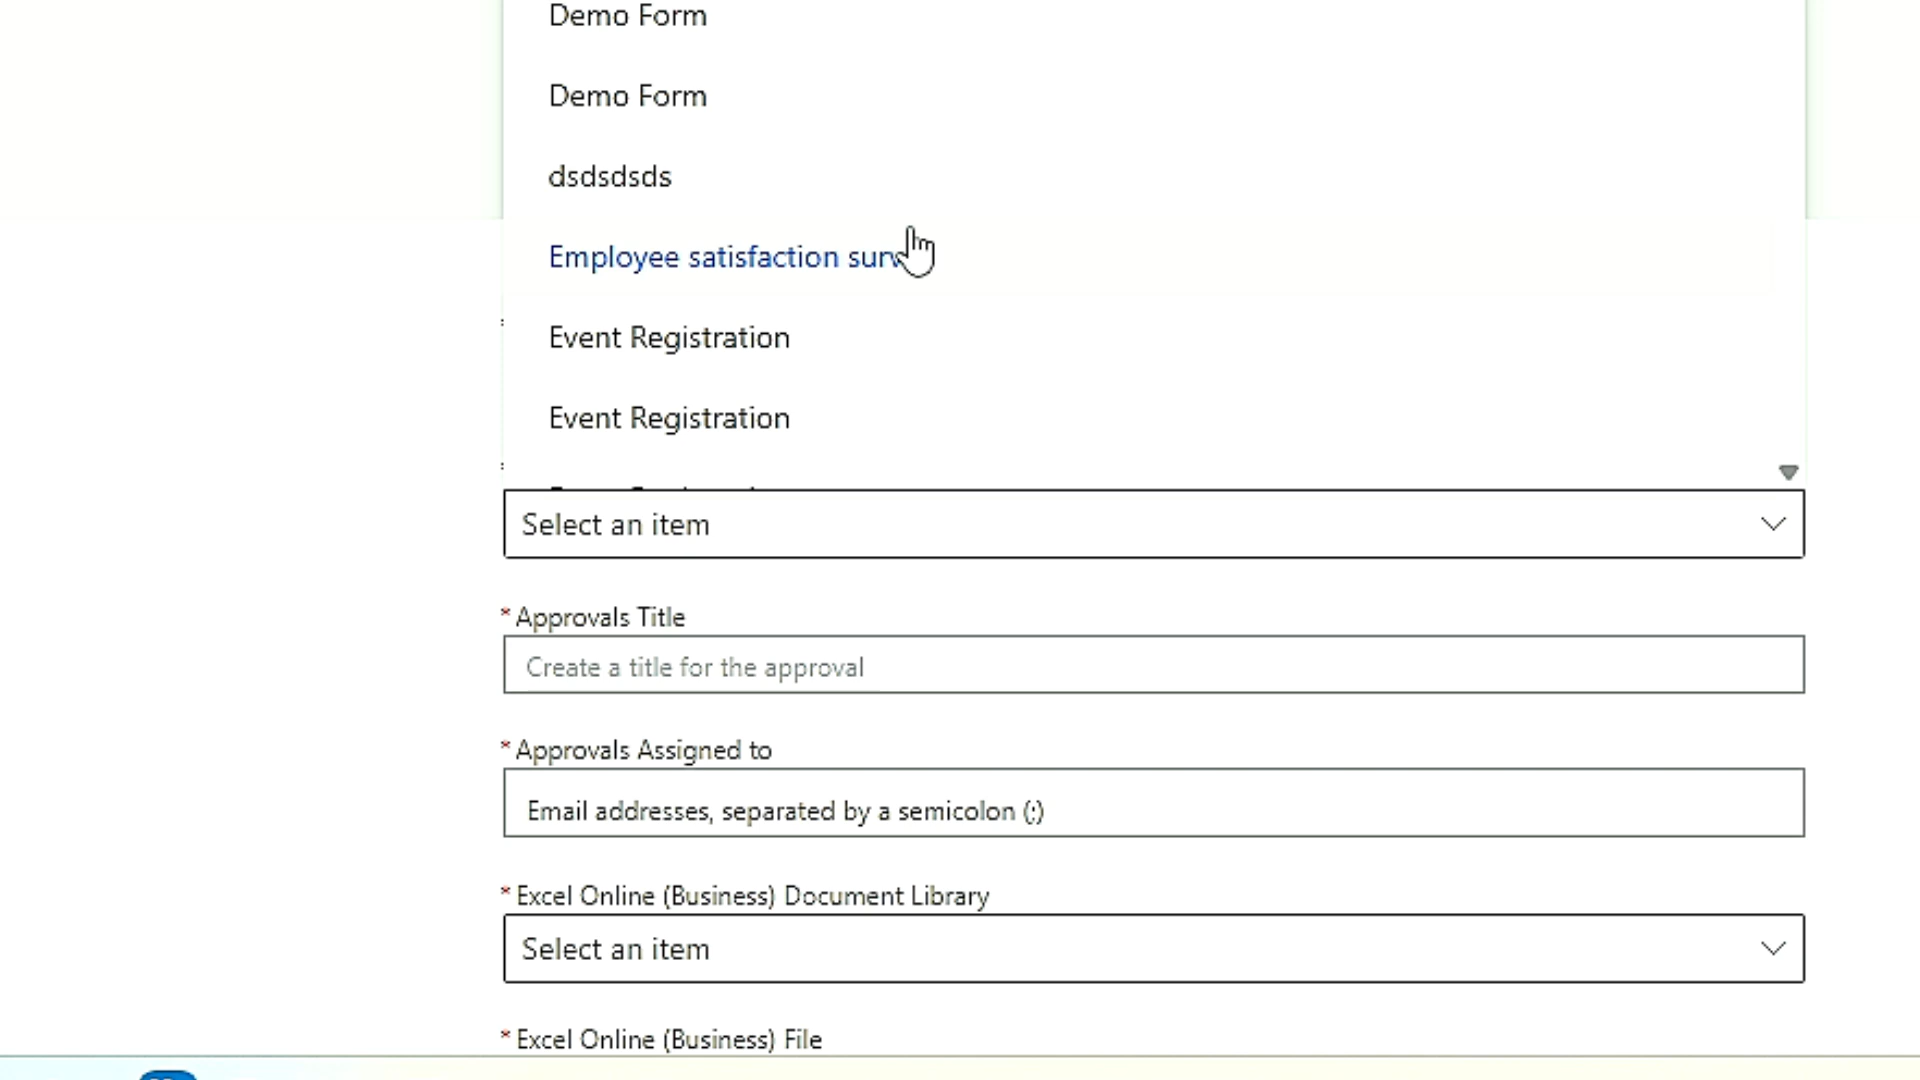 Demo Form
Demo Form
dsdsdsds
Employee satisfaction
Event Registration
Event Registration
Select an item
* Approvals Title
Create a title for the approval
* Approvals Assigned to
Email addresses, separated by a semicolon (;)
* Excel Online (Business) Document Library
Select an item
* Excel Online (Business) File